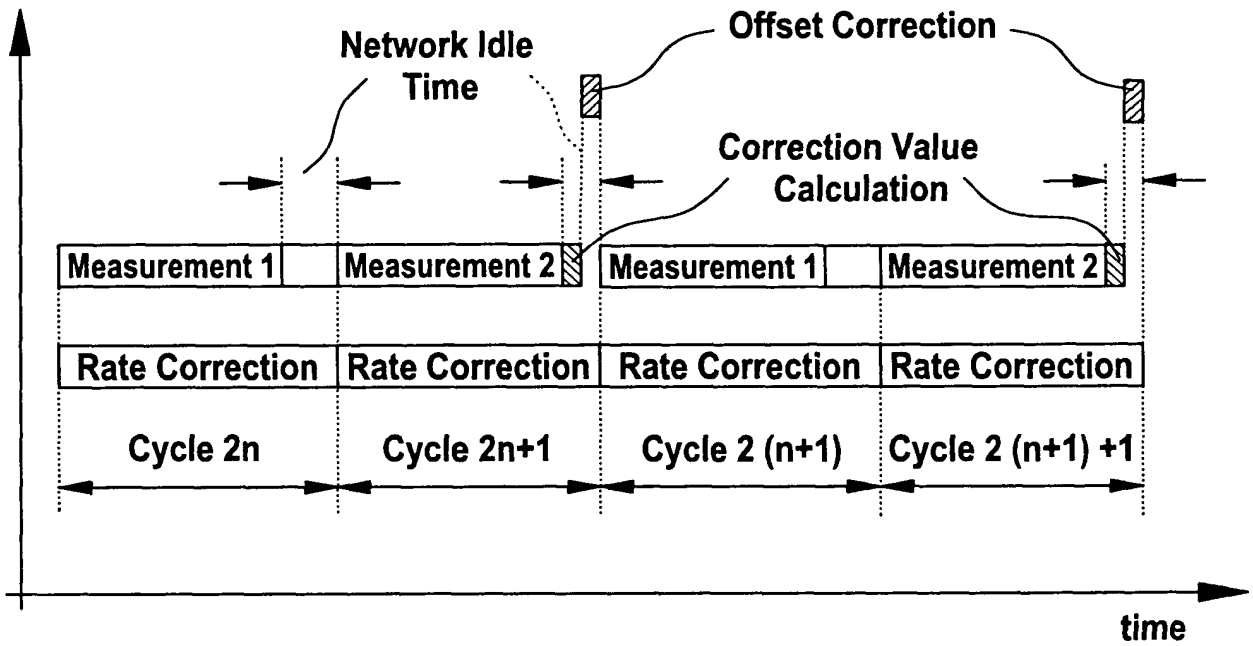 Network Idle
Time
Offset Correction
Correction Value
Calculation
Measurement 1
Measurement 2
Measurement 1
Measurement 2
Rate Correction
Rate Correction
Rate Correction
Rate Correction
Cycle 2n
Cycle 2n+1
Cycle 2 (n+1)
Cycle 2 (n+1) +1
time